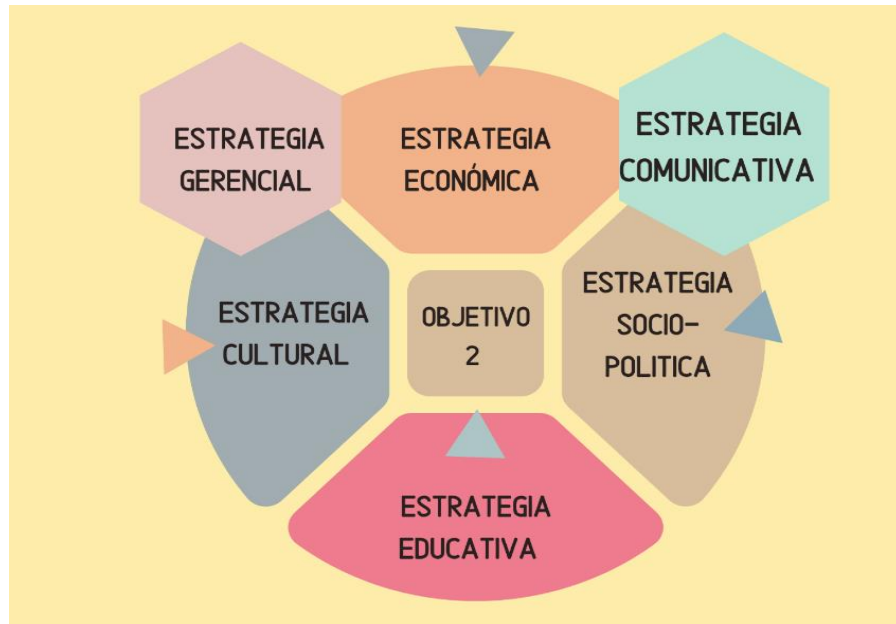 ESTRATEGIA
GERENCIAL
ESTRATEGIA
ECONÓMICA
ESTRATEGIA
COMUNICATIVA
ESTRATEGIA
CULTURAL
OBJETIVO
2
ESTRATEGIA
SOCIO-
POLITICA
ESTRATEGIA
EDUCATIVA